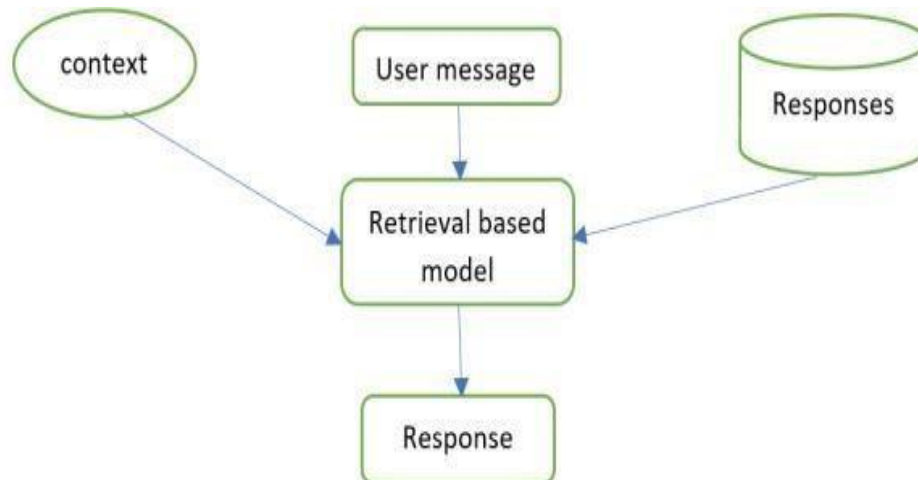 context
User message
Responses
Retrieval based
model
Response